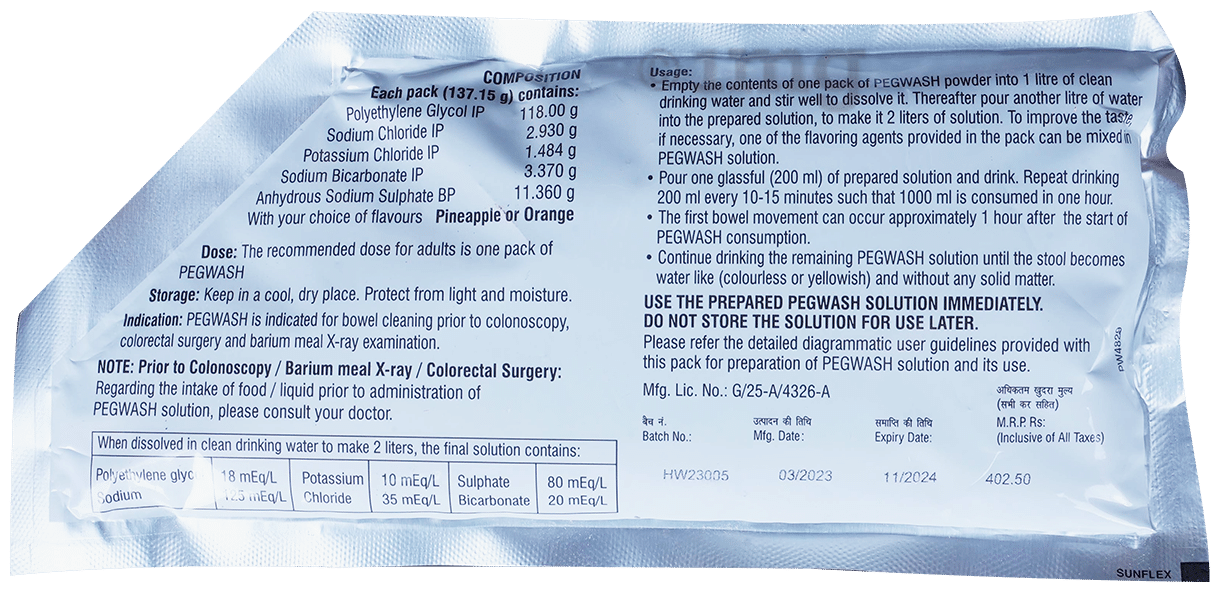 COMPOSITION
Each pack (137.15 g) contains:
Polyethylene Glycol IP 118.00 g
Sodium Chloride IP 2.930 g
Potassium Chloride IP 1.484 g
Sodium Bicarbonate IP 3.370 g
Anhydrous Sodium Sulphate BP 11.360 g
With your choice of flavours Pineapple or Orange
Dose: The recommended dose for adults is one pack of
PEGWASH
Storage: Keep in a cool, dry place. Protect from light and moisture.
Indication: PEGWASH is indicated for bowel cleaning prior to colonoscopy,
colorectal surgery and barium meal X-ray examination.
NOTE: Prior to Colonoscopy / Barium meal X-ray / Colorectal Surgery:
Regarding the intake of food / liquid prior to administration of
PEGWASH solution, please consult your doctor.
When dissolved in clean drinking water to make 2 liters, the final solution contains:
Polyethylene glyco 18 mEq/L Potassium 10 mEq/L Sulphate 80 mEq/L
Sodium 125 mEq/L Chloride 35 mEq/L Bicarbonate 20 mEq/L
Usage:
• Empty the contents of one pack of PEGWASH powder into 1 litre of clean
drinking water and stir well to dissolve it. Thereafter pour another litre of water
into the prepared solution, to make it 2 liters of solution. To improve the taste,
if necessary, one of the flavoring agents provided in the pack can be mixed in
PEGWASH solution.
• Pour one glassful (200 ml) of prepared solution and drink. Repeat drinking
200 ml every 10-15 minutes such that 1000 ml is consumed in one hour.
• The first bowel movement can occur approximately 1 hour after the start of
PEGWASH consumption.
• Continue drinking the remaining PEGWASH solution until the stool becomes
water like (colourless or yellowish) and without any solid matter.
USE THE PREPARED PEGWASH SOLUTION IMMEDIATELY.
DO NOT STORE THE SOLUTION FOR USE LATER.
Please refer the detailed diagrammatic user guidelines provided with
this pack for preparation of PEGWASH solution and its use.
Mfg. Lic. No.: G/25-A/4326-A
अधिकतम खुदरा मुल्य
(सभी कर सहित)
बैच नं. उत्पादन की तिथि समाप्ति की तिथि M.R.P. Rs:
Batch No.: Mfg. Date: Expiry Date: (Inclusive of All Taxes)
HW23005 03/2023 11/2024 402.50
SUNFLEX